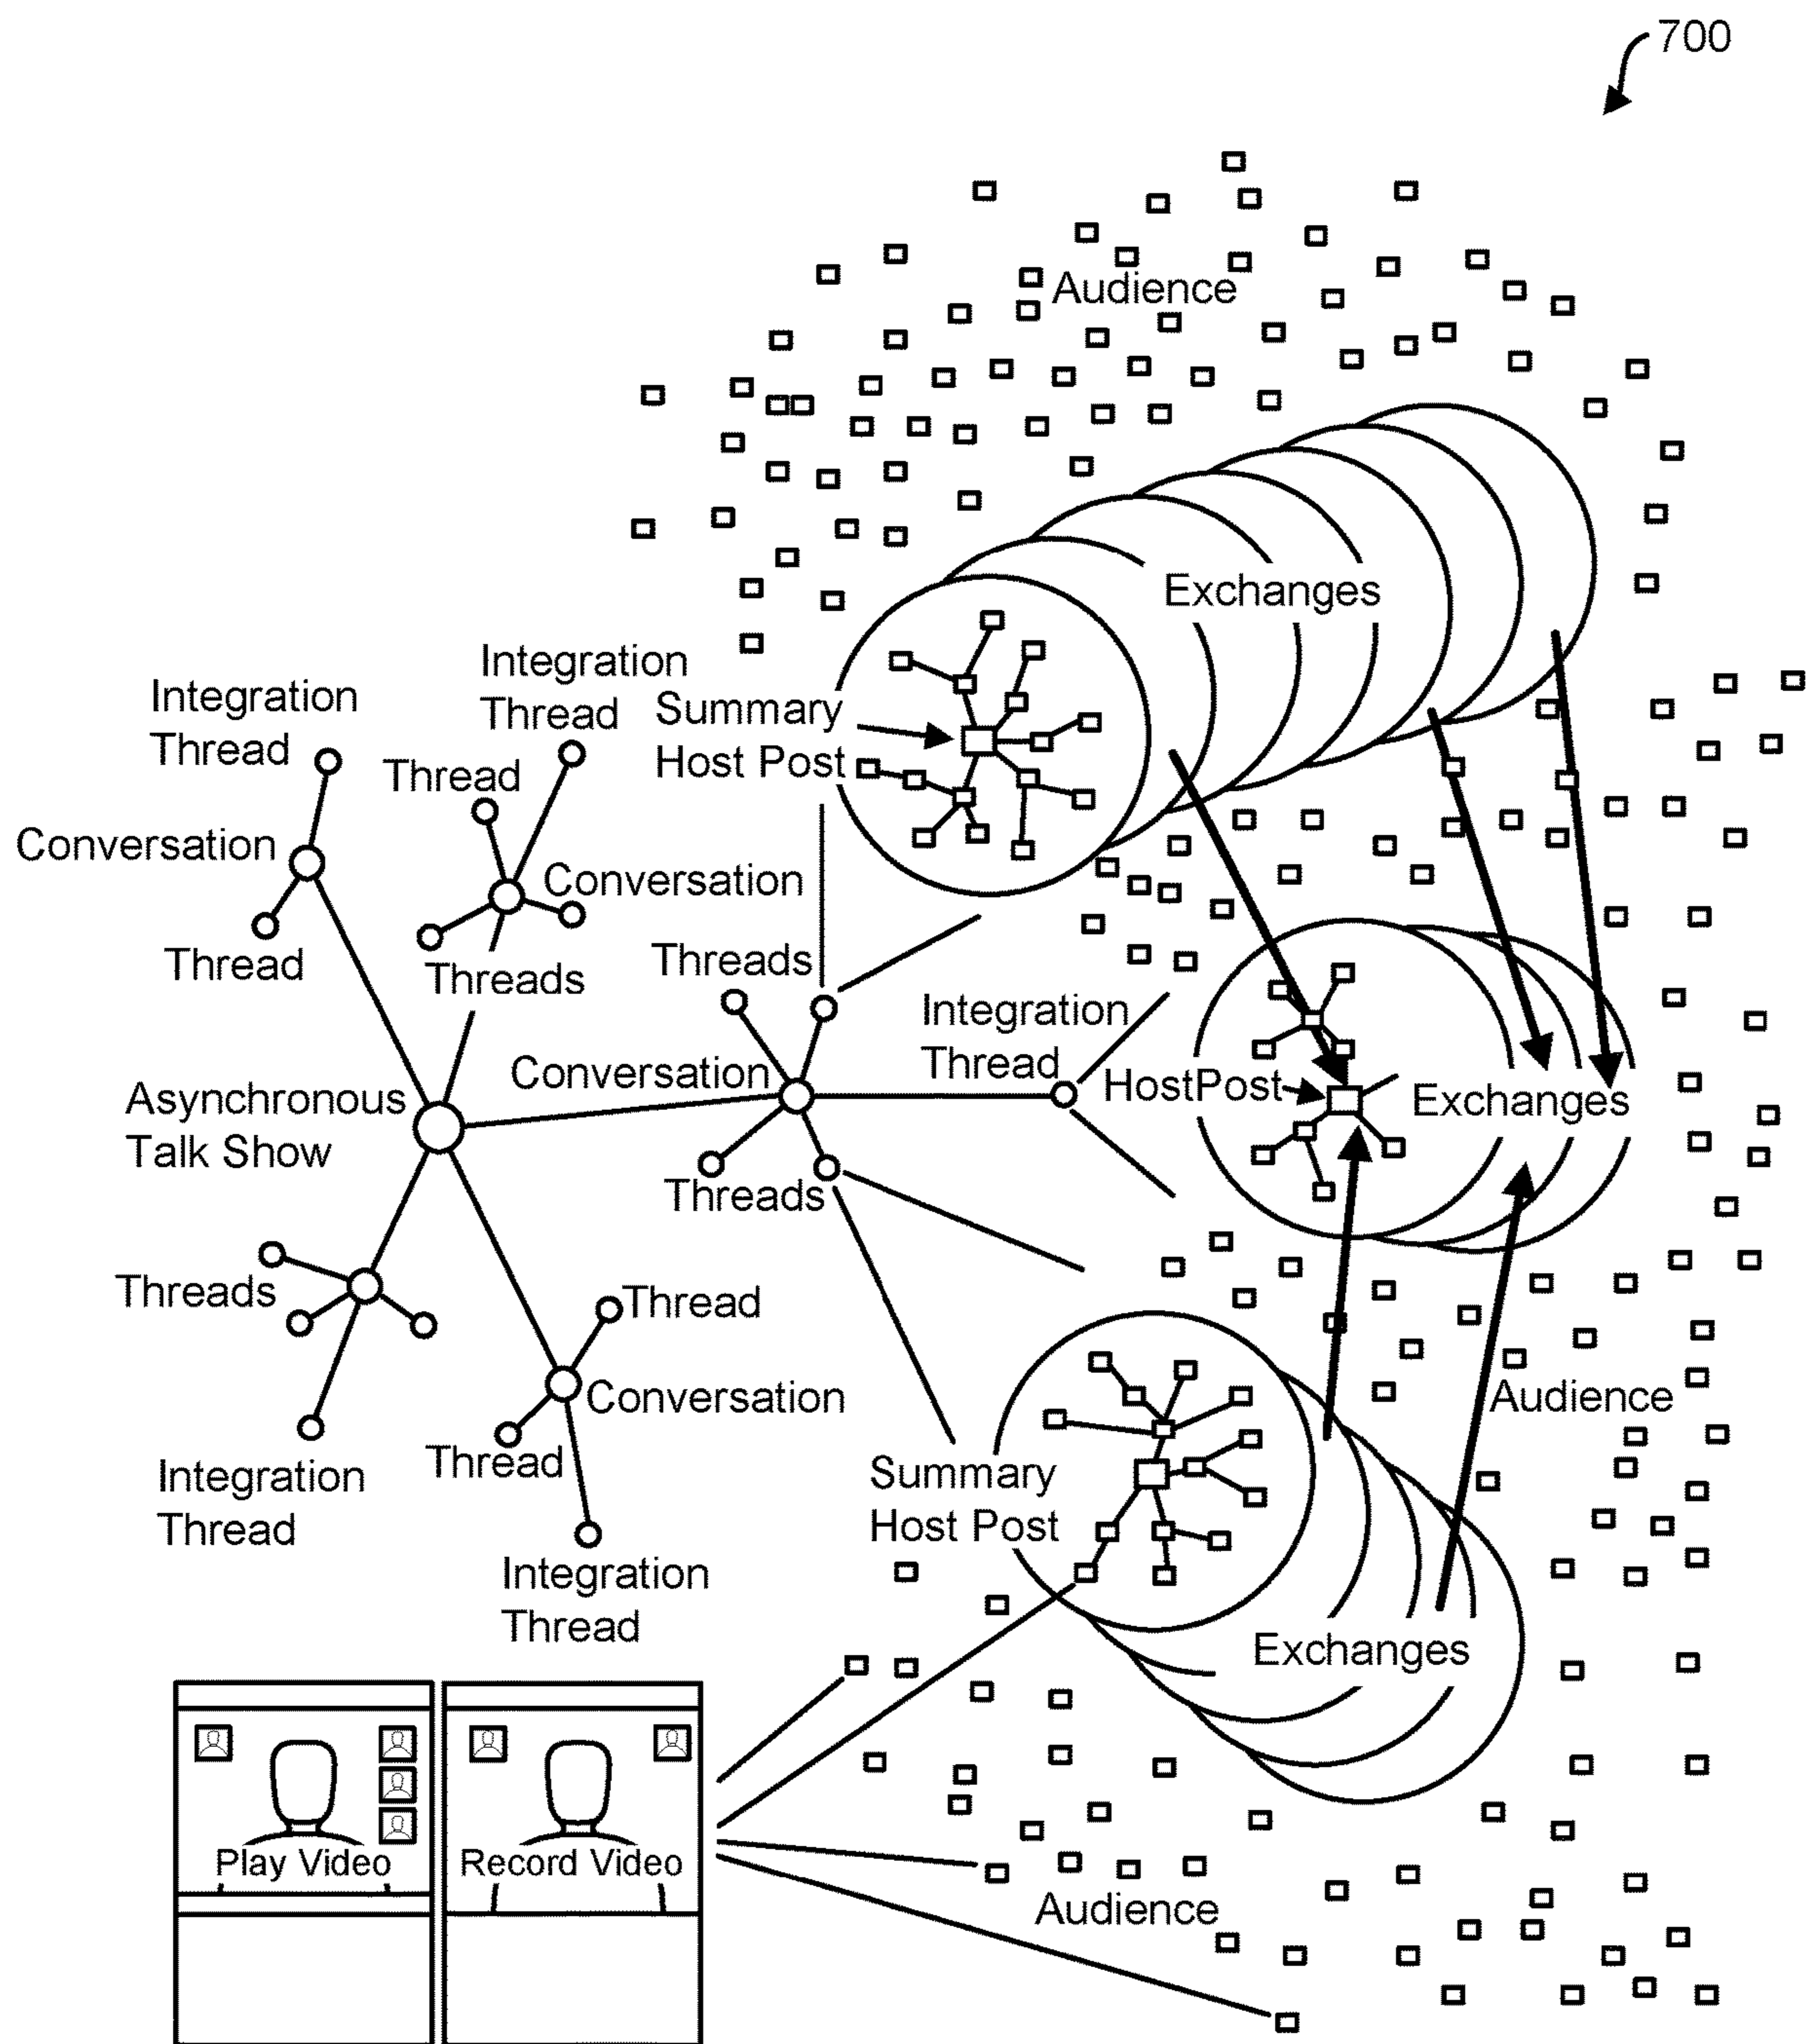 700
Audience
Exchanges
Integration
Thread
Integration
Thread
Summary
Host Post
Thread
Conversation
Conversation
Thread
Threads
Threads
Integration
Thread
Conversation
HostPost
Exchanges
Asynchronous
Talk Show
Threads
Threads
Thread
Conversation
Audience
Thread
Integration
Thread
Summary
Host Post
Integration
Thread
Exchanges
Play Video
Record Video
Audience